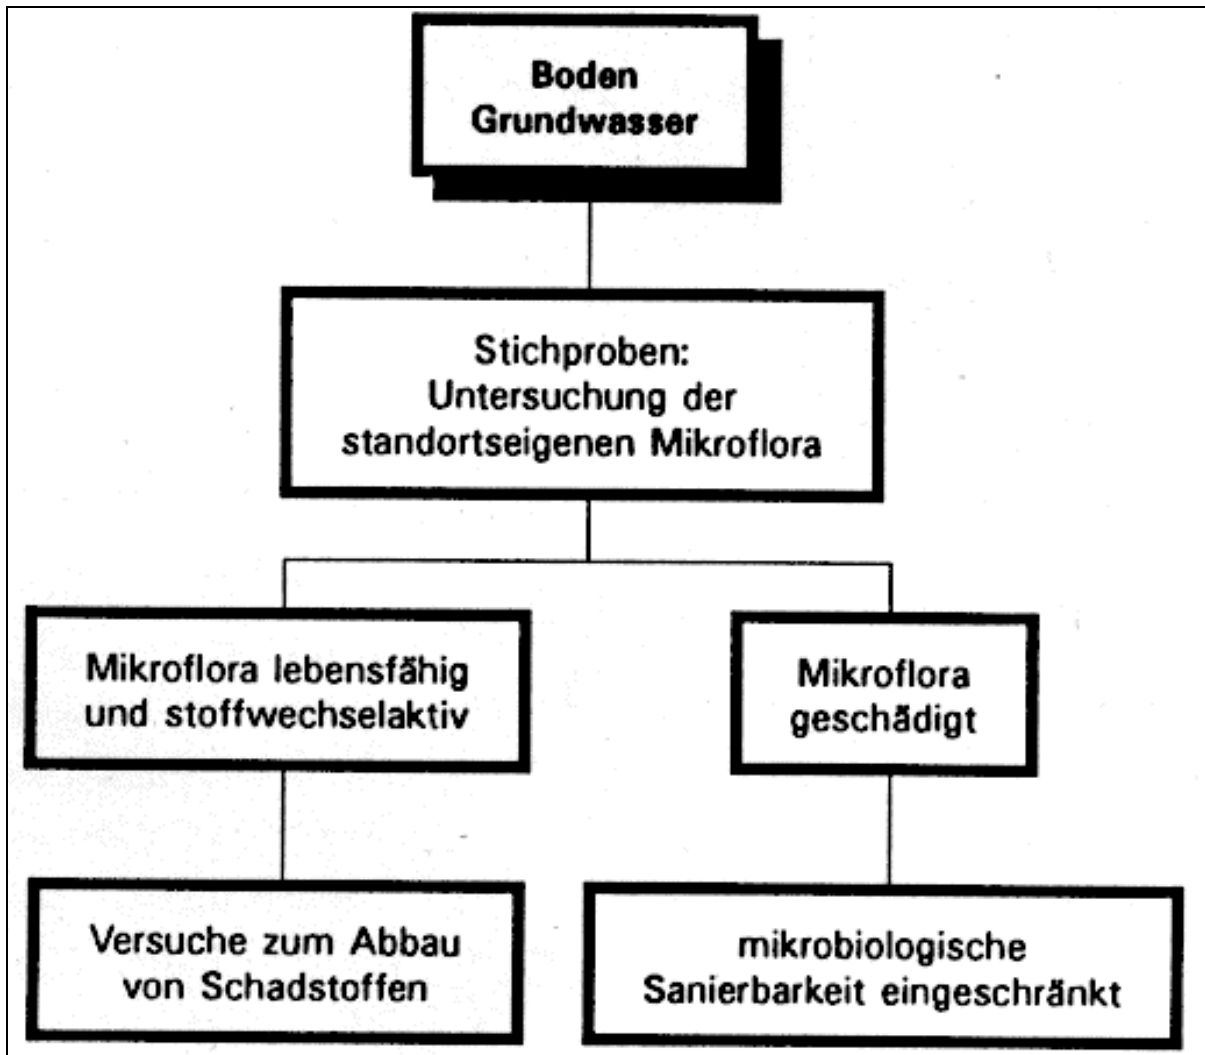 Boden
Grundwasser
Stichproben:
Untersuchung der
standortseigenen Mikroflora
Mikroflora lebensfähig
und stoffwechselaktiv
Mikroflora
geschädigt
Versuche zum Abbau
von Schadstoffen
mikrobiologische
Sanierbarkeit eingeschränkt